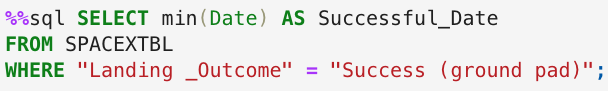 %%sql SELECT min(Date) AS Successful_Date
FROM SPACEXTBL
WHERE "Landing _Outcome" = "Success (ground pad)";